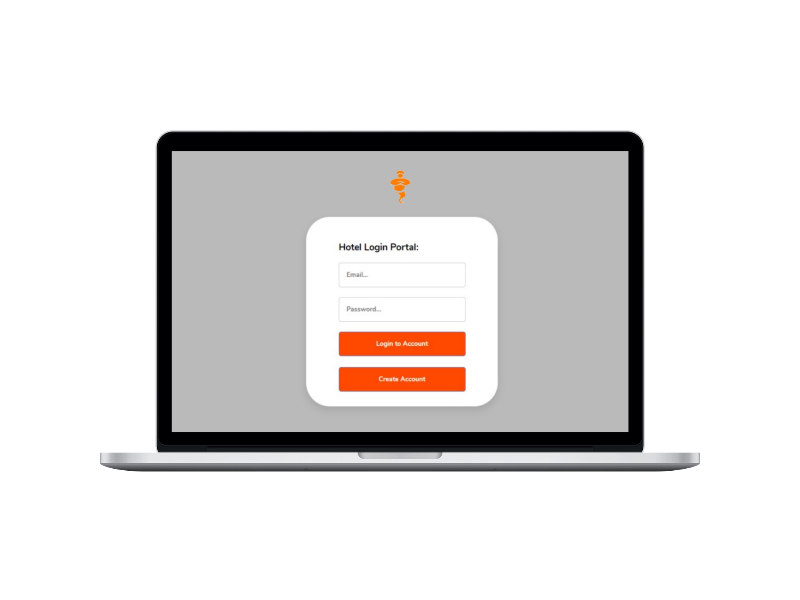 Hotel Login Portal:
Email...
Password...
Login to Account
Create Account